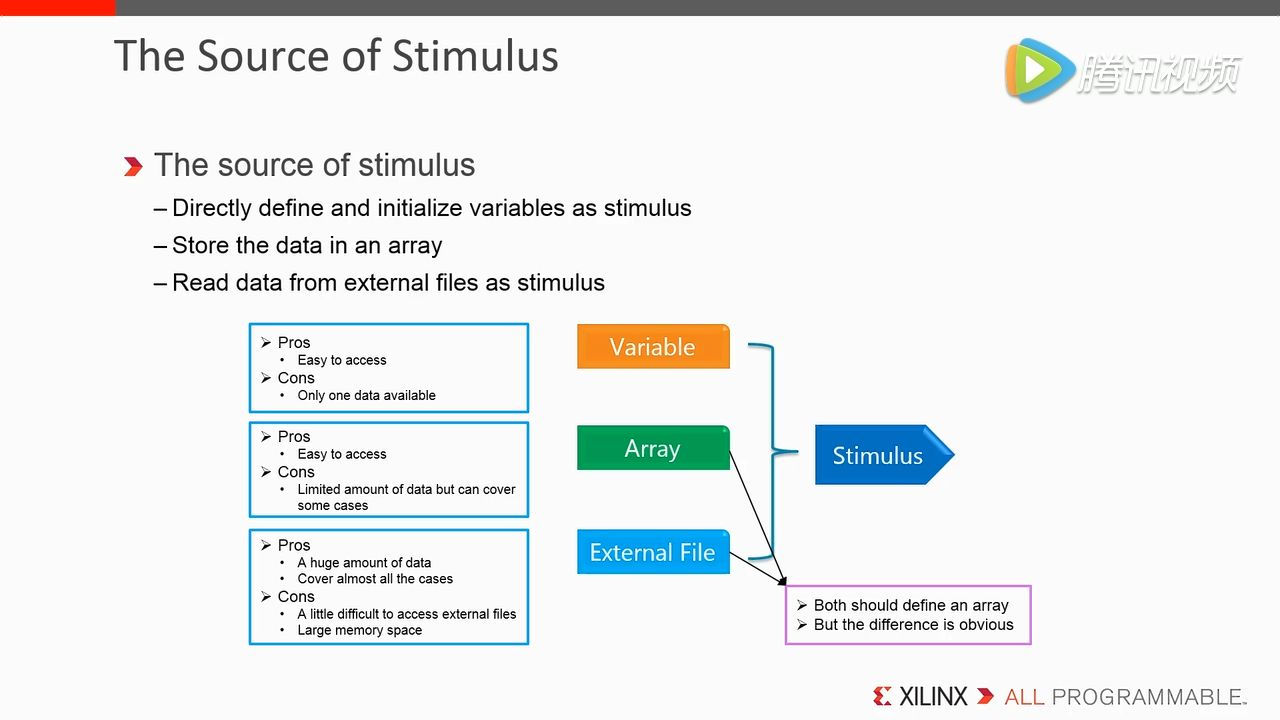 The Source of Stimulus
腾讯视频
The source of stimulus
– Directly define and initialize variables as stimulus
– Store the data in an array
– Read data from external files as stimulus
➢ Pros
• Easy to access
➢ Cons
• Only one data available
➢ Pros
• Easy to access
➢ Cons
• Limited amount of data but can cover
some cases
➢ Pros
• A huge amount of data
• Cover almost all the cases
➢ Cons
• A little difficult to access external files
• Large memory space
Variable
Array
External File
Stimulus
➢ Both should define an array
➢ But the difference is obvious
XILINX ALL PROGRAMMABLE™